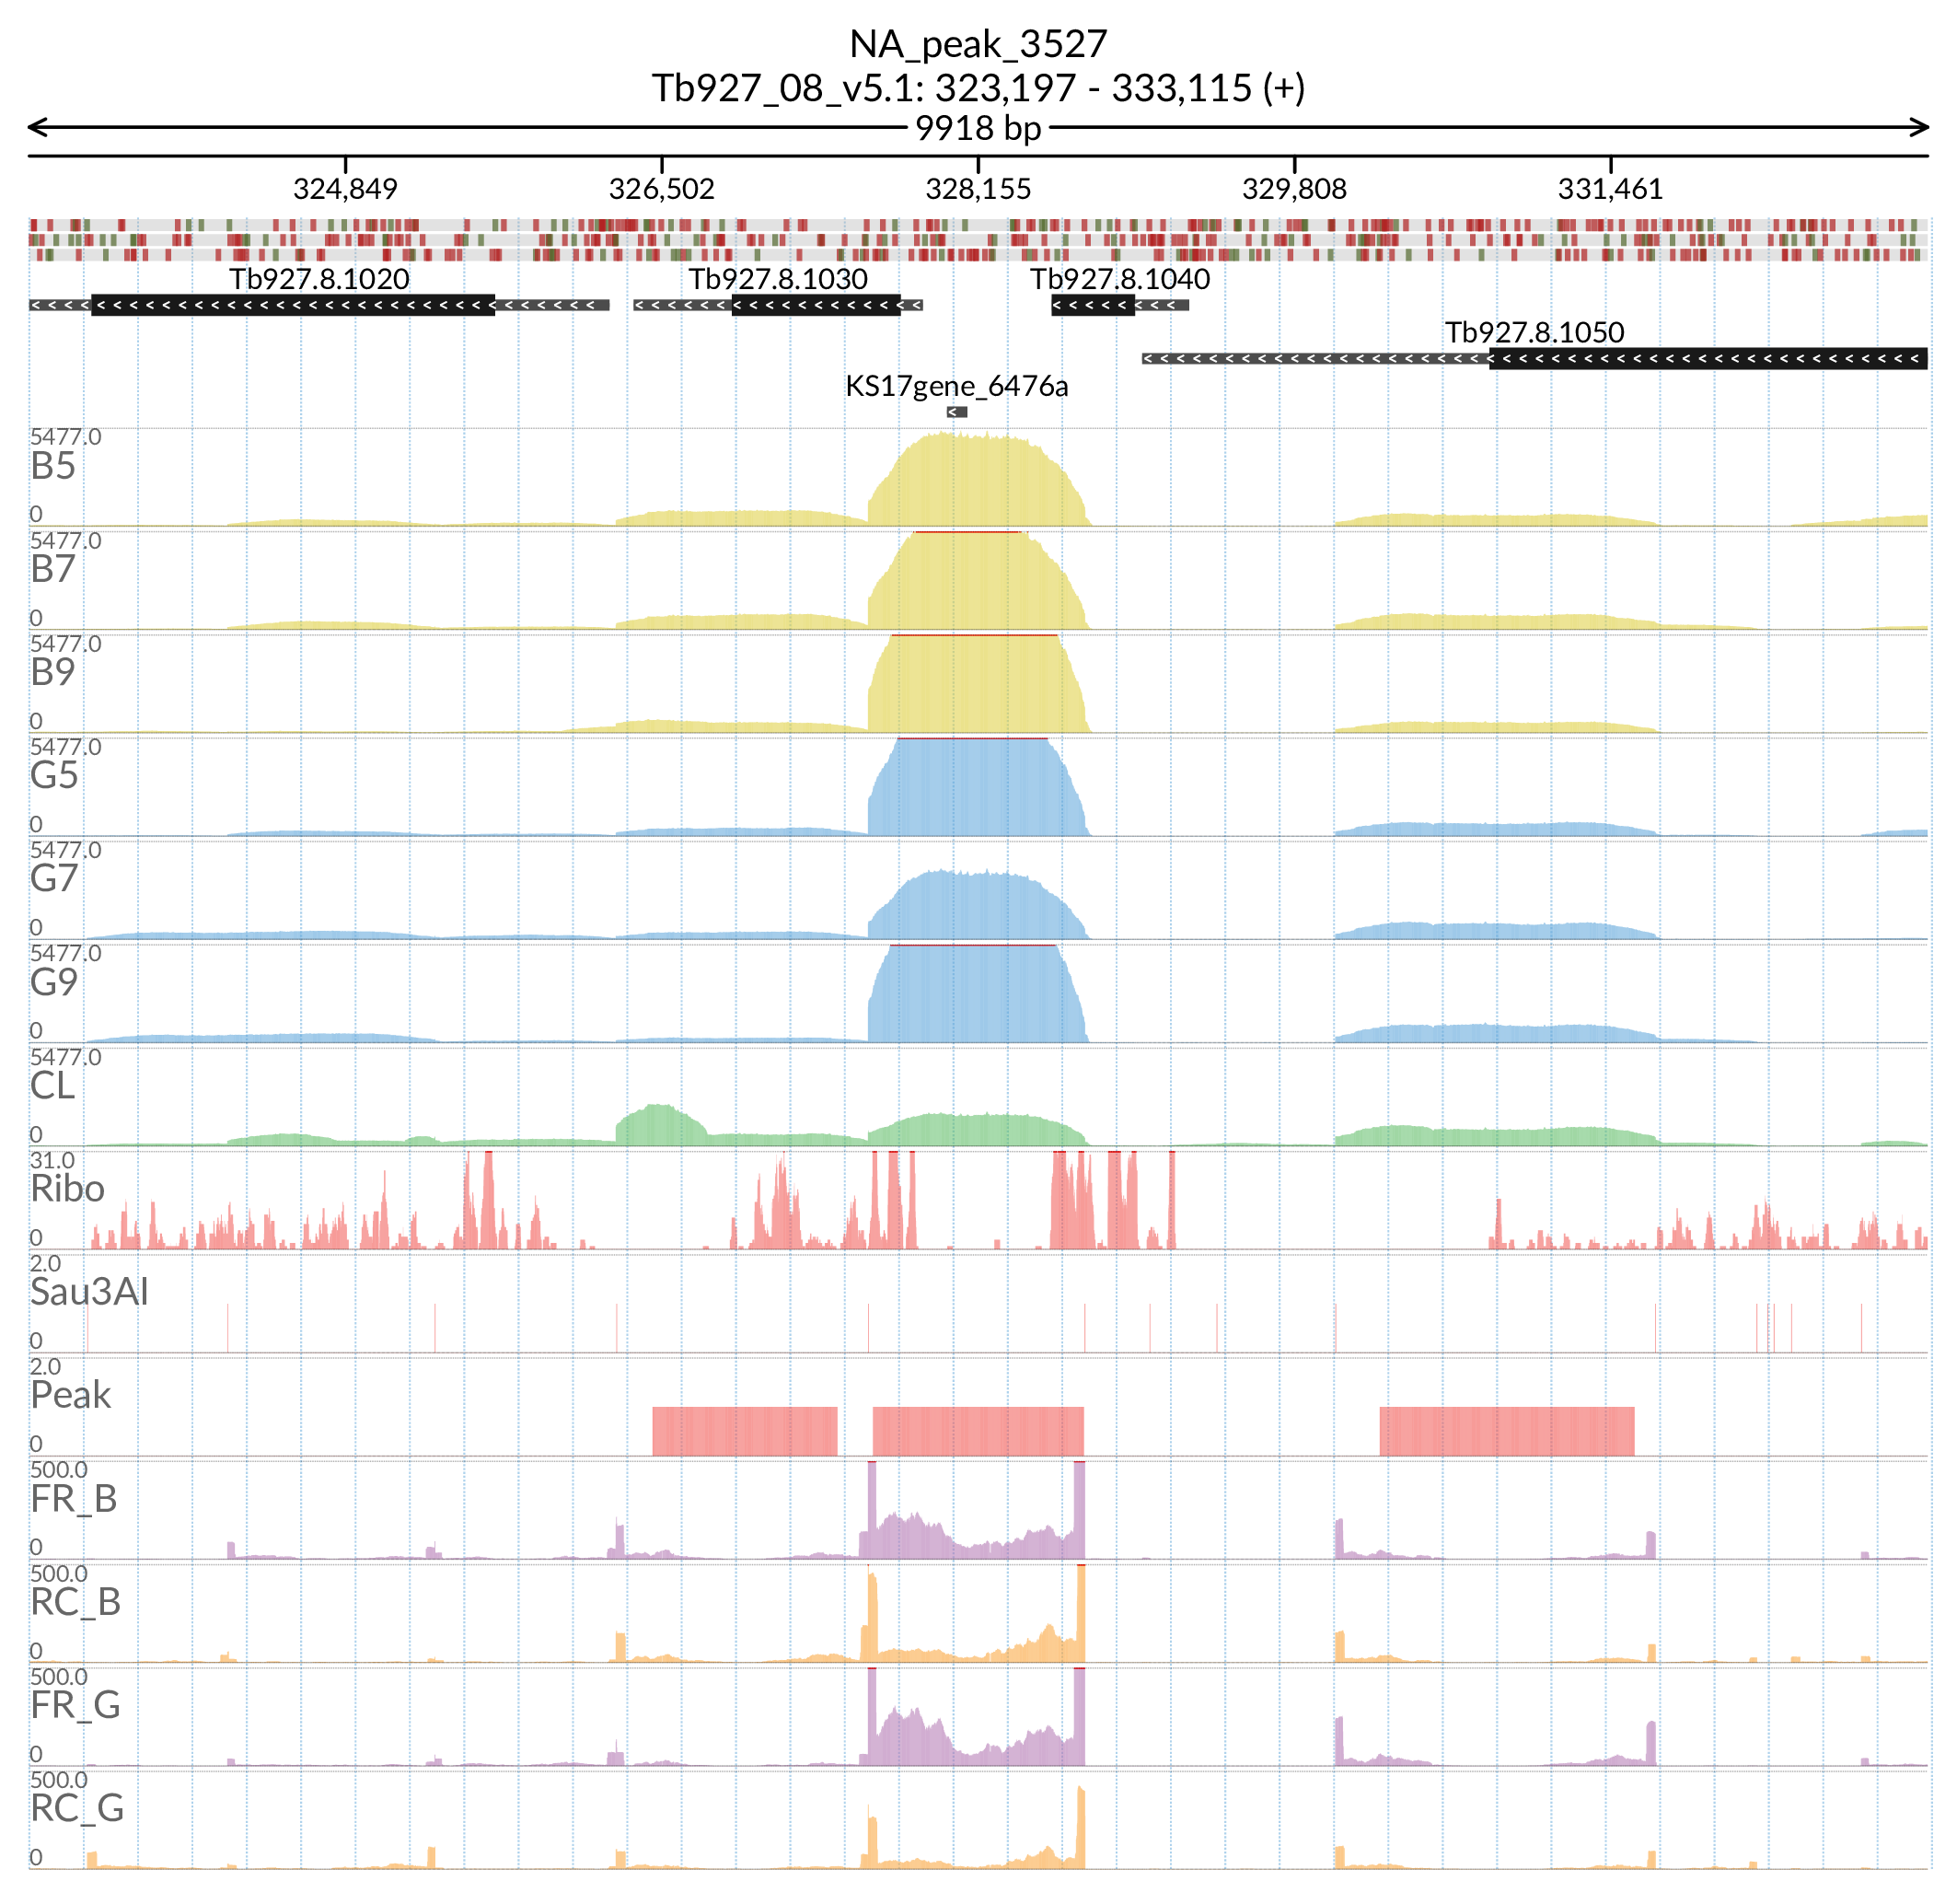 NA_peak_3527
Tb927_08_v5.1: 323,197 - 333,115 (+)
9918 bp
324,849 326,502 328,155 329,808 331,461
Tb927.8.1020 Tb927.8.1030 Tb927.8.1040
Tb927.8.1050
KS17gene_6476a
5477.0
B5
0
5477.0
B7
0
5477.0
B9
0
5477.0
G5
0
5477.0
G7
0
5477.0
G9
0
5477.0
CL
0
31.0
Ribo
0
2.0
Sau3AI
0
2.0
Peak
0
500.0
FR_B
0
500.0
RC_B
0
500.0
FR_G
0
500.0
RC_G
0